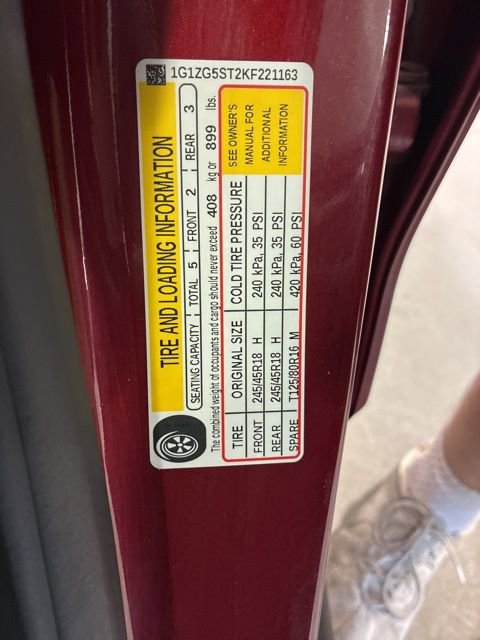 1G1ZG5ST2KF221163
TIRE AND LOADING INFORMATION
SEATING CAPACITY TOTAL 5 FRONT 2 REAR 3
The combined weight of occupants and cargo should never exceed 408 kg or 899 lbs.
TIRE ORIGINAL SIZE COLD TIRE PRESSURE
FRONT 245/45R18 H 240 kPa, 35 PSI
REAR 245/45R18 H 240 kPa, 35 PSI
SPARE T125/80R16 M 420 kPa, 60 PSI
SEE OWNER'S
MANUAL FOR
ADDITIONAL
INFORMATION